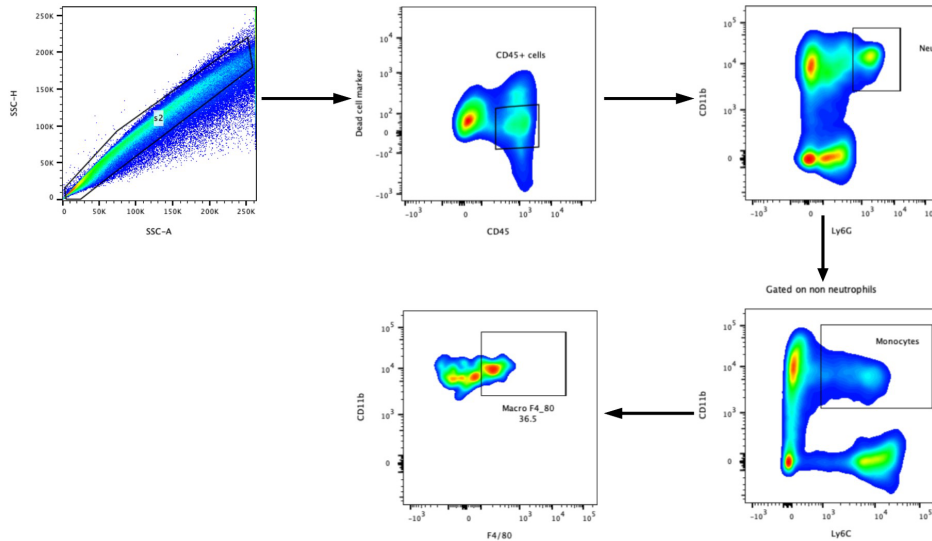 250K
200K
150K
100K
50K
0
SSC-H
s2
0 50K 100K 150K 200K 250K
SSC-A
10⁴
10³
10²
0
-10²
-10³
Dead cell marker
CD45+ cells
0 10³ 10⁴
CD45
10⁵
10⁴
10³
0
CD11b
Neu
-10³ 0 10³ 10⁴ 10⁵
Ly6G
Gated on non neutrophils
10⁵
10⁴
10³
0
CD11b
Macro F4_80
36.5
-10³ 0 10³ 10⁴ 10⁵
F4/80
10⁵
10⁴
10³
0
CD11b
Monocytes
-10³ 0 10³ 10⁴ 10⁵
Ly6C